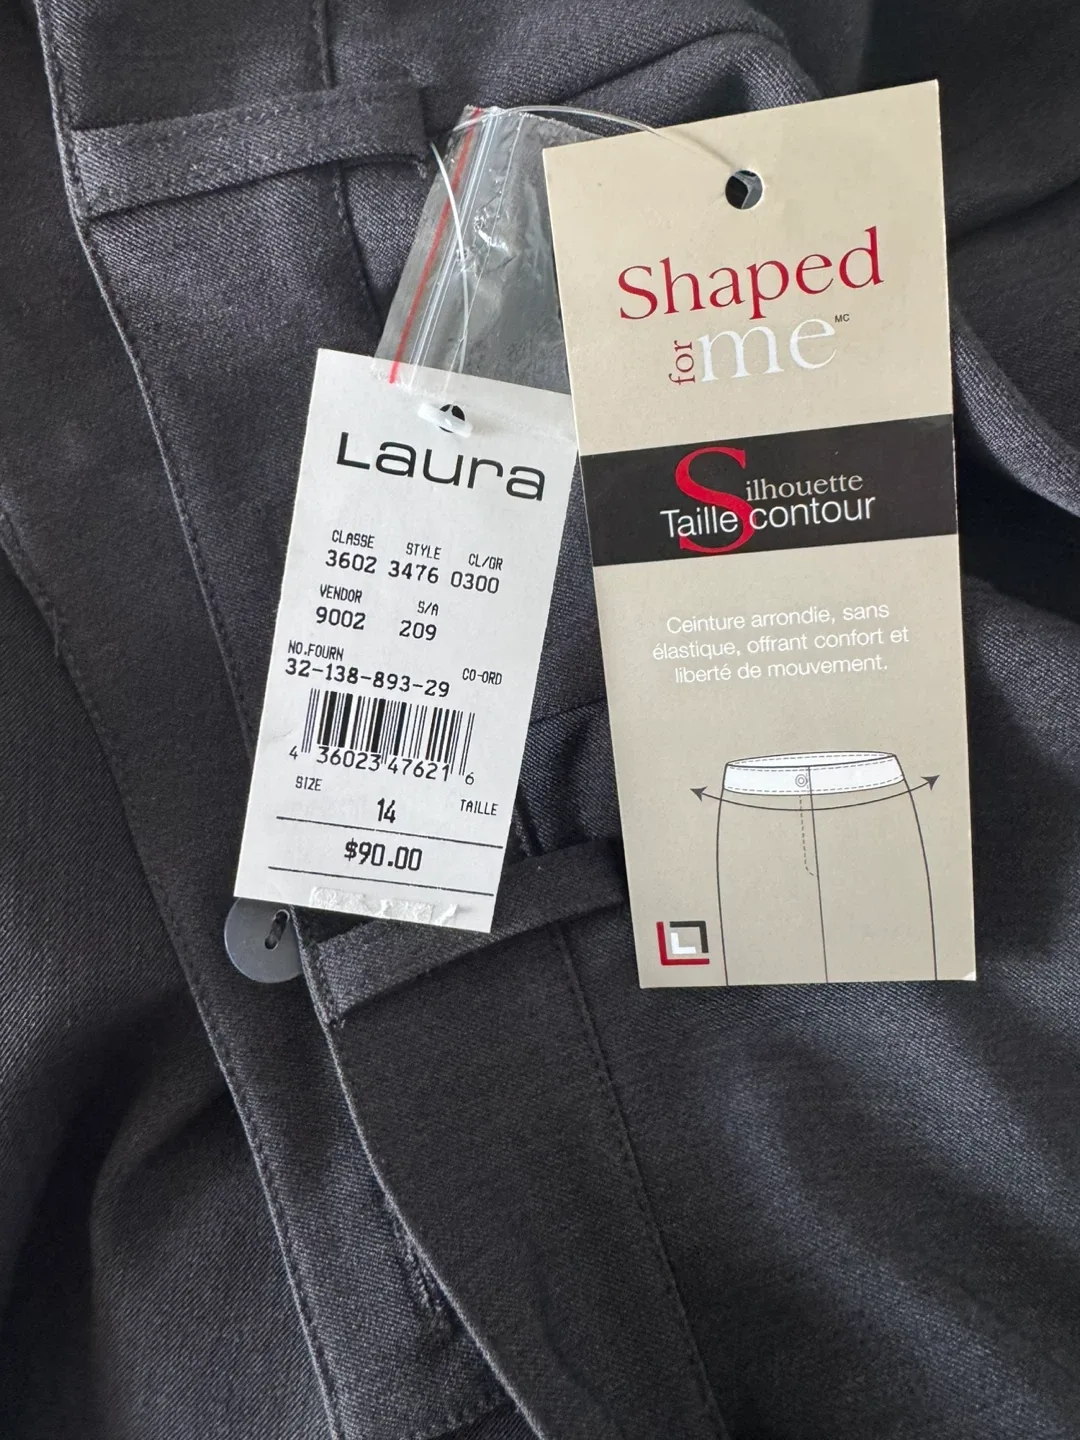 Shaped
for me MC
Silhouette
Taille contour
Ceinture arrondie, sans
élastique, offrant confort et
liberté de mouvement.
Laura
CLASSE STYLE CL/GR
3602 3476 0300
VENDOR S/A
9002 209
NO.FOURN
32-138-893-29 CO-ORD
4 36023 47621 6
SIZE 14 TAILLE
$90.00
L